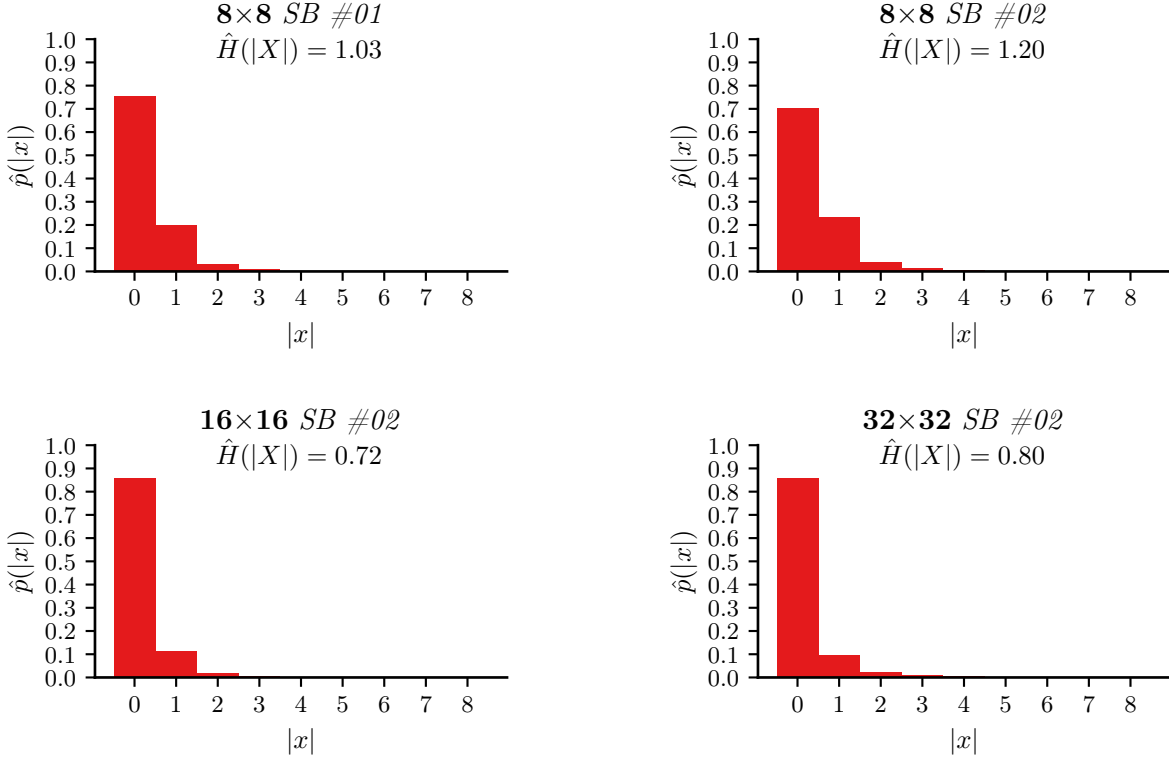 8×8 SB #01
Ĥ(|X|) = 1.03
1.0
0.9
0.8
0.7
0.6
0.5
0.4
0.3
0.2
0.1
0.0
p̂(|x|)
0 1 2 3 4 5 6 7 8
|x|
8×8 SB #02
Ĥ(|X|) = 1.20
1.0
0.9
0.8
0.7
0.6
0.5
0.4
0.3
0.2
0.1
0.0
p̂(|x|)
0 1 2 3 4 5 6 7 8
|x|
16×16 SB #02
Ĥ(|X|) = 0.72
1.0
0.9
0.8
0.7
0.6
0.5
0.4
0.3
0.2
0.1
0.0
p̂(|x|)
0 1 2 3 4 5 6 7 8
|x|
32×32 SB #02
Ĥ(|X|) = 0.80
1.0
0.9
0.8
0.7
0.6
0.5
0.4
0.3
0.2
0.1
0.0
p̂(|x|)
0 1 2 3 4 5 6 7 8
|x|